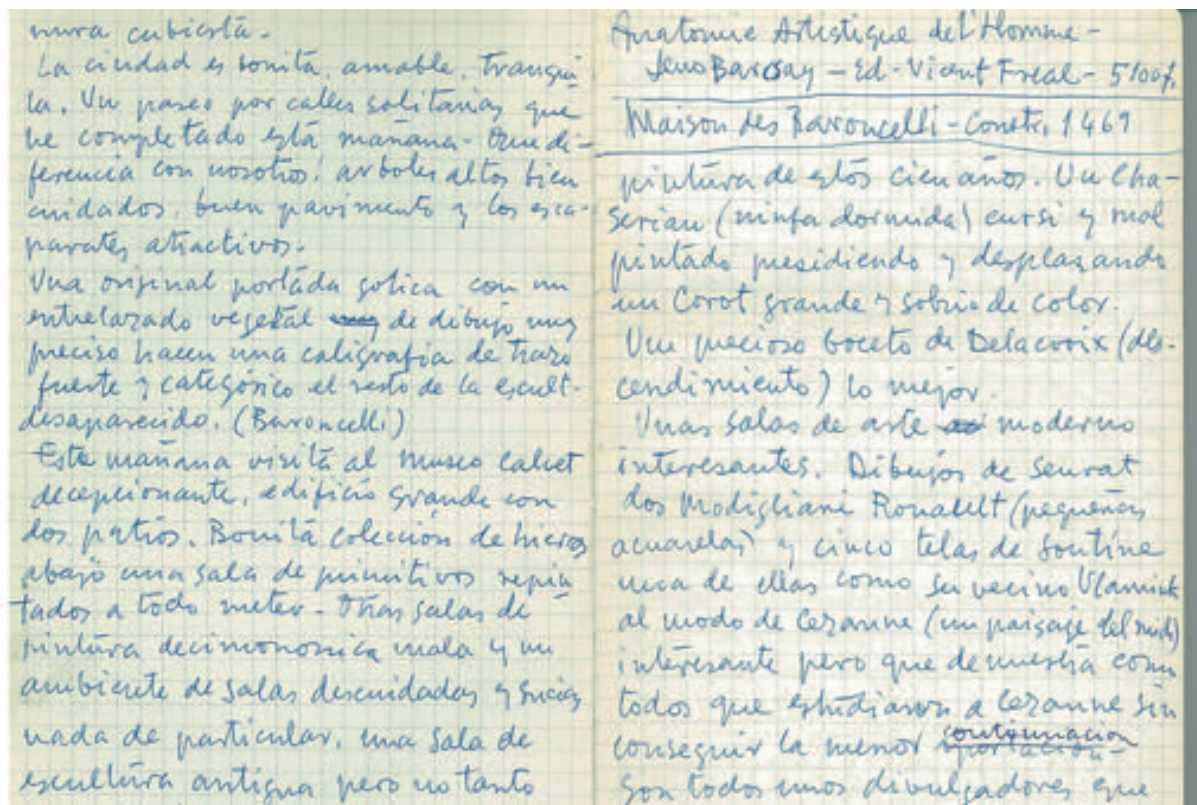 nura cubierta-
La ciudad es bonita, amable, tranqui
la. Un paseo por calles solitarias que
he completado esta mañana- Que di-
ferencia con nosotros! arboles altos bien
cuidados, buen pavimento y los esca-
parates atractivos.
Una original portada gotica con un
entrelazado vegetal de dibujo muy
preciso hacen una caligrafia de trazo
fuerte y categórico el resto de la escult-
desaparecido. (Baroncelli)
Esta mañana visita al museo calvet
decepcionante, edificio grande con
dos patios. Bonita colección de hierros
abajo una sala de primitivos repin
tados a todo meter- Otras salas de
pintura decimononica mala y un
ambiente de salas descuidadas y sucias
nada de particular, una sala de
escultura antigua pero no tanto
Anatomie Artistique de l'Homme-
Jeno Barcsay - Ed- Vicent Freal- 5100f.
Maison des Baroncelli - Constr. 1469
pintura de estos cien años. Un Cha-
seriau (ninfa dormida) cursi y mal
pintado presidiendo y desplazando
un Corot grande y sobrio de color.
Un precioso boceto de Delacroix (des-
cendimiento) lo mejor.
Unas salas de arte moderno
interesantes. Dibujos de Seurat
dos Modigliani Rouault (pequeñas
acuarelas) y cinco telas de Soutine
una de ellas como su vecino Vlamink
al modo de Cezanne (un paisaje del midi)
interesante pero que demuestra como
todos que estudiaron a Cezanne sin
conseguir la menor continuacion
Son todos unos divulgadores que